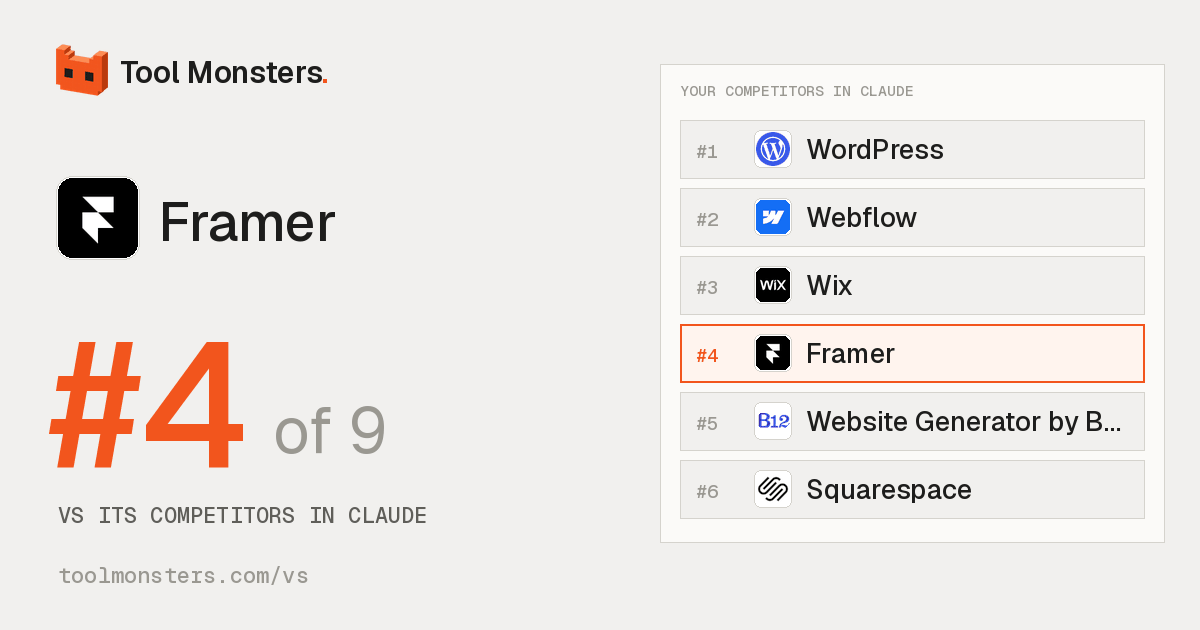 Tool Monsters.
Framer
#4 of 9
VS ITS COMPETITORS IN CLAUDE
toolmonsters.com/vs
YOUR COMPETITORS IN CLAUDE
#1 WordPress
#2 Webflow
#3 WiX Wix
#4 Framer
#5 B12 Website Generator by B...
#6 Squarespace